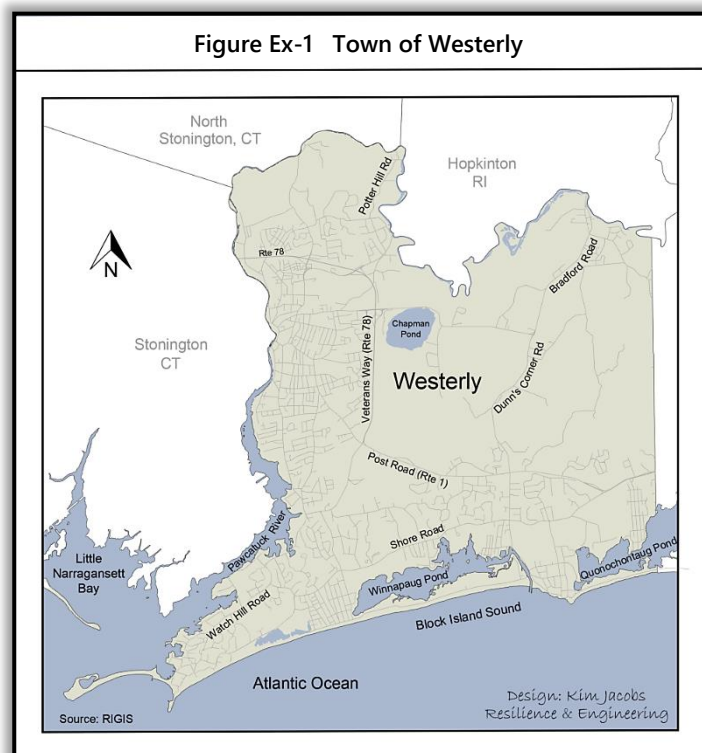 Figure Ex-1 Town of Westerly
North
Stonington, CT
Hopkinton
RI
Potter Hill Rd
Rte 78
Bradford Road
N
Stonington
CT
Chapman
Pond
Veterans Way (Rte 78)
Westerly
Dunn's Corner Rd
Post Road (Rte 1)
Shore Road
Pawcatuck River
Little
Narragansett
Bay
Quonochontaug Pond
Winnapaug Pond
Watch Hill Road
Block Island Sound
Atlantic Ocean
Design: Kim Jacobs
Resilience & Engineering
Source: RIGIS